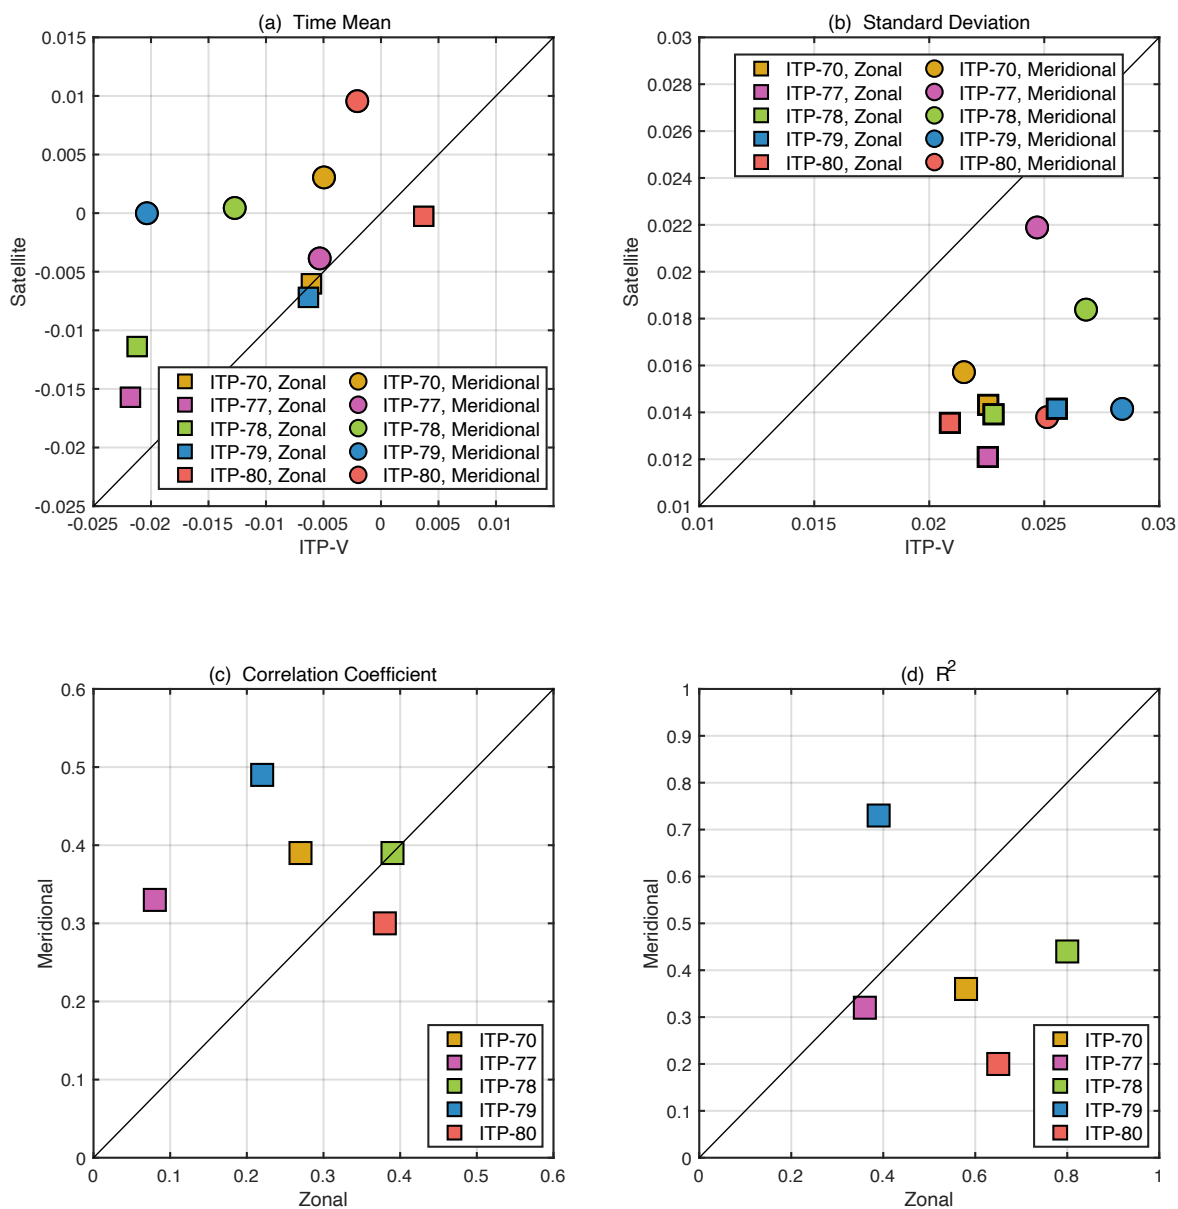 (a) Time Mean
0.015
0.01
0.005
0
-0.005
-0.01
-0.015
-0.02
-0.025
Satellite
-0.025 -0.02 -0.015 -0.01 -0.005 0 0.005 0.01
ITP-V
ITP-70, Zonal ITP-70, Meridional
ITP-77, Zonal ITP-77, Meridional
ITP-78, Zonal ITP-78, Meridional
ITP-79, Zonal ITP-79, Meridional
ITP-80, Zonal ITP-80, Meridional
(b) Standard Deviation
0.03
0.028
0.026
0.024
0.022
0.02
0.018
0.016
0.014
0.012
0.01
Satellite
0.01 0.015 0.02 0.025 0.03
ITP-V
ITP-70, Zonal ITP-70, Meridional
ITP-77, Zonal ITP-77, Meridional
ITP-78, Zonal ITP-78, Meridional
ITP-79, Zonal ITP-79, Meridional
ITP-80, Zonal ITP-80, Meridional
(c) Correlation Coefficient
0.6
0.5
0.4
0.3
0.2
0.1
0
Meridional
0 0.1 0.2 0.3 0.4 0.5 0.6
Zonal
ITP-70
ITP-77
ITP-78
ITP-79
ITP-80
(d) R²
1
0.9
0.8
0.7
0.6
0.5
0.4
0.3
0.2
0.1
0
Meridional
0 0.2 0.4 0.6 0.8 1
Zonal
ITP-70
ITP-77
ITP-78
ITP-79
ITP-80